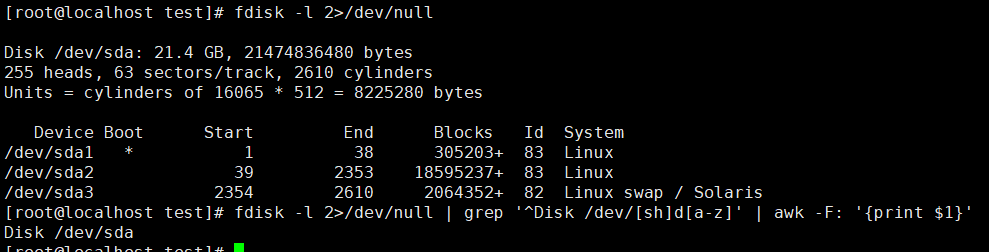 [root@localhost test]# fdisk -l 2>/dev/null
Disk /dev/sda: 21.4 GB, 21474836480 bytes
255 heads, 63 sectors/track, 2610 cylinders
Units = cylinders of 16065 * 512 = 8225280 bytes
   Device Boot      Start         End      Blocks   Id  System
/dev/sda1   *           1          38      305203+  83  Linux
/dev/sda2              39        2353    18595237+  83  Linux
/dev/sda3            2354        2610     2064352+  82  Linux swap / Solaris
[root@localhost test]# fdisk -l 2>/dev/null | grep '^Disk /dev/[sh]d[a-z]' | awk -F: '{print $1}'
Disk /dev/sda
[root@localhost test]#